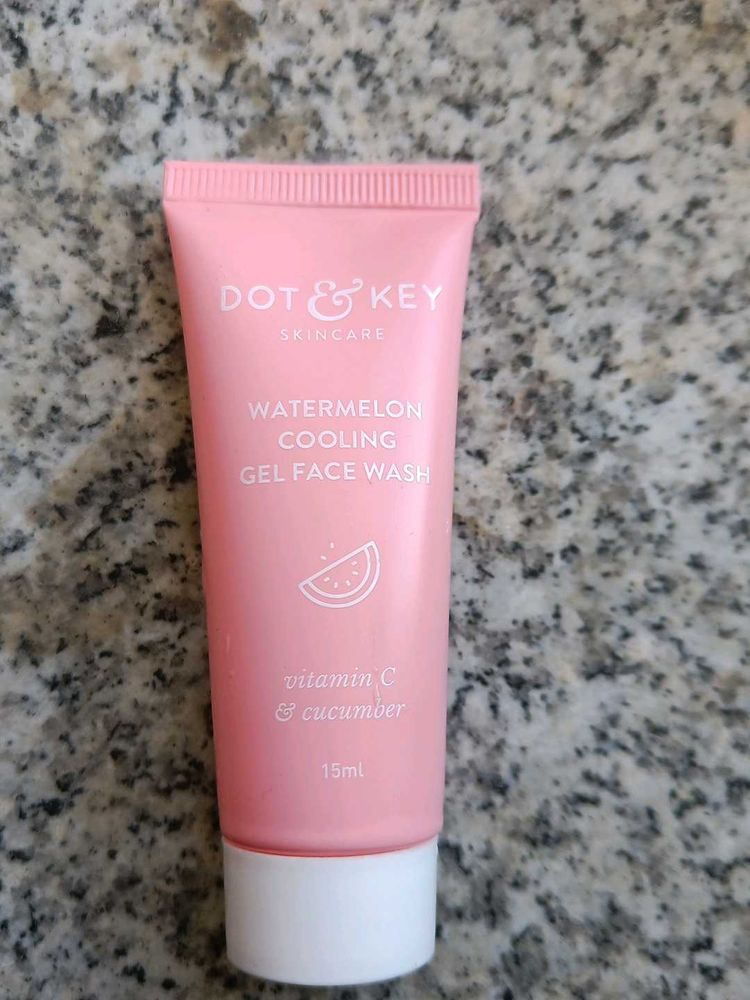 DOT & KEY
SKINCARE
WATERMELON
COOLING
GEL FACE WASH
vitamin C
& cucumber
15ml